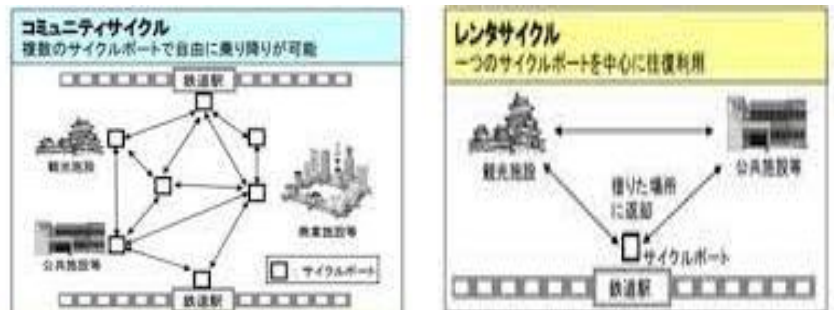 コミュニティサイクル
複数のサイクルポートで自由に乗り降りが可能
鉄道駅
観光施設
商業施設等
公共施設等
サイクルポート
鉄道駅
レンタサイクル
一つのサイクルポートを中心に往復利用
観光施設
公共施設等
借りた場所
に返却
サイクルポート
鉄道駅